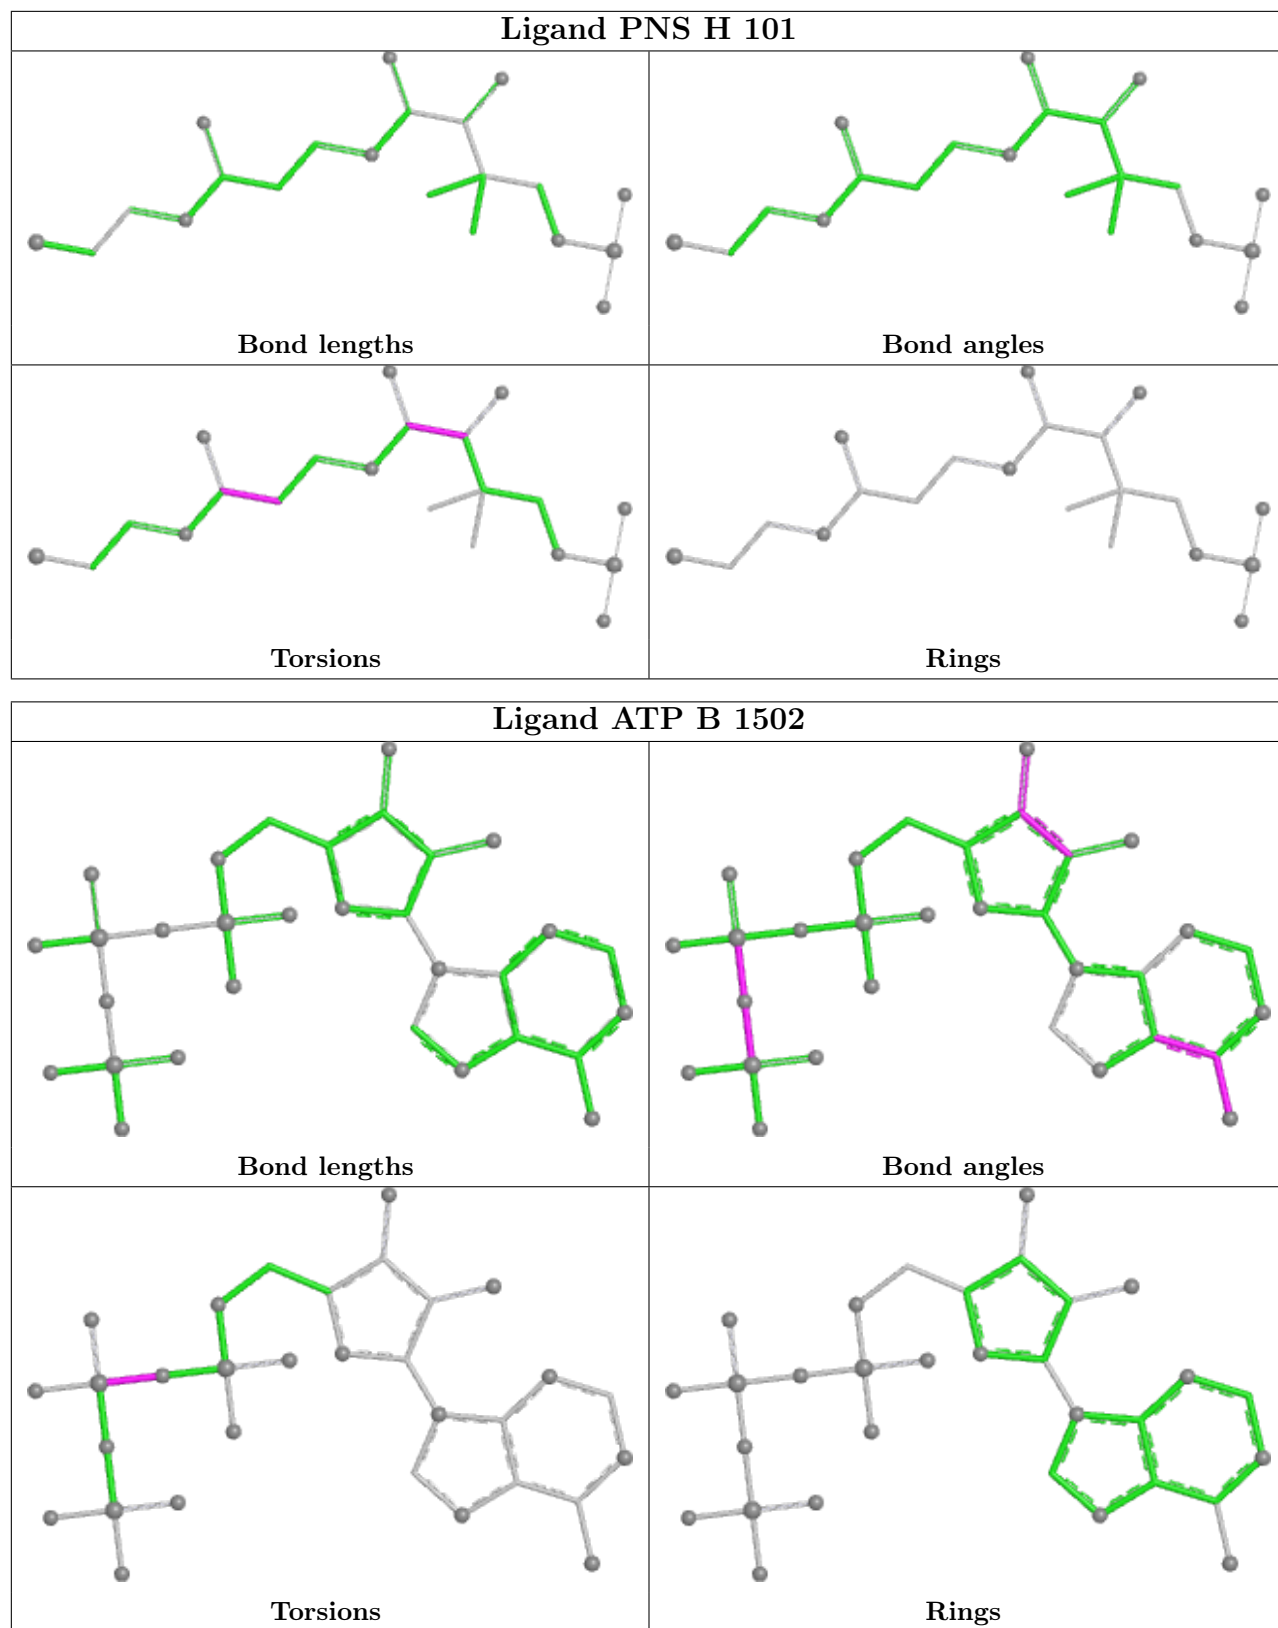 Ligand PNS H 101
Bond lengths
Bond angles
Torsions
Rings
Ligand ATP B 1502
Bond lengths
Bond angles
Torsions
Rings